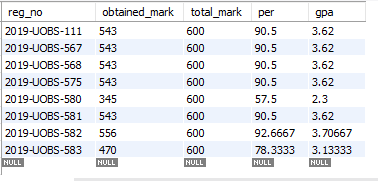 reg_no obtained_mark total_mark per gpa
2019-UOBS-111 543 600 90.5 3.62
2019-UOBS-567 543 600 90.5 3.62
2019-UOBS-568 543 600 90.5 3.62
2019-UOBS-575 543 600 90.5 3.62
2019-UOBS-580 345 600 57.5 2.3
2019-UOBS-581 543 600 90.5 3.62
2019-UOBS-582 556 600 92.6667 3.70667
2019-UOBS-583 470 600 78.3333 3.13333
NULL NULL NULL NULL NULL